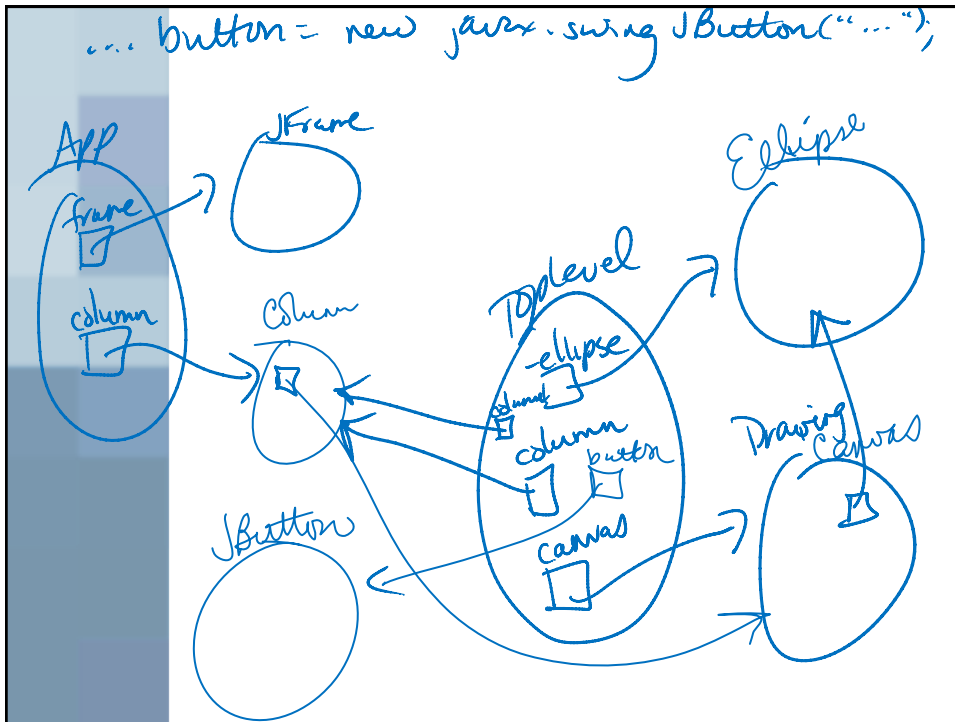 .... button = new javax.swing JButton("...");
App
JFrame
Ellipse
frame
TopLevel
column
Column
ellipse
column
column
button
Drawing
Canvas
JButton
canvas